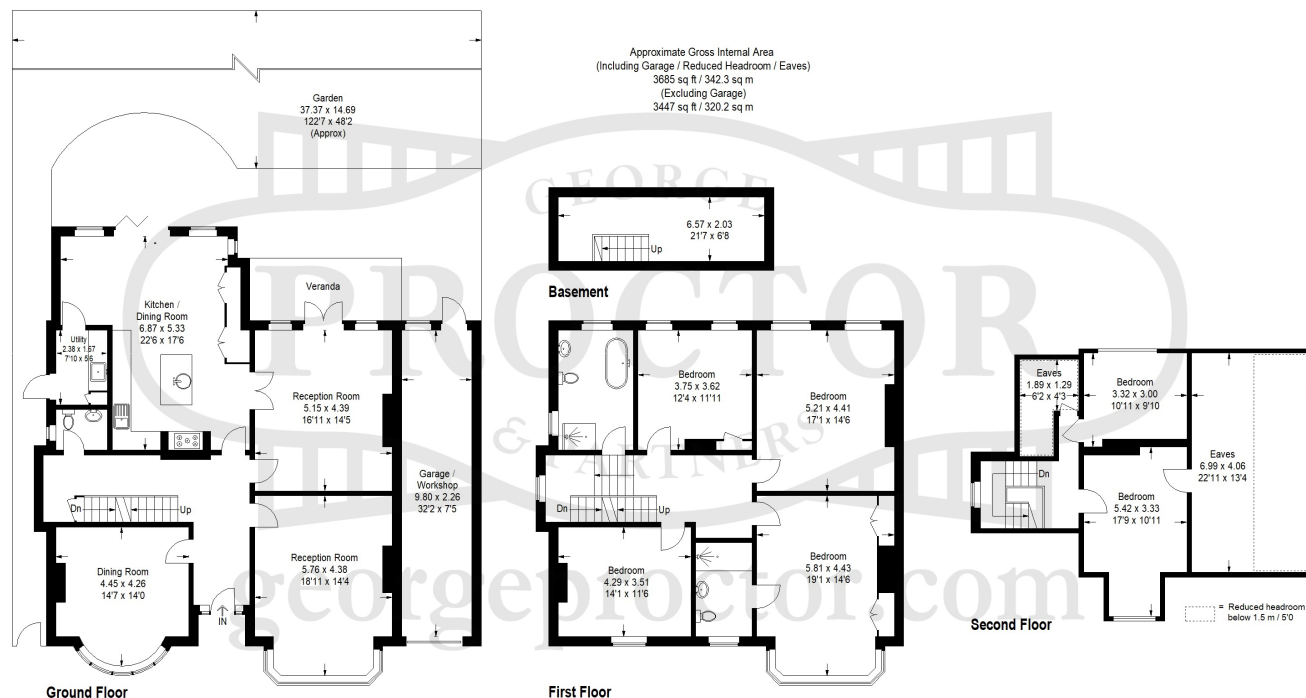 Approximate Gross Internal Area
(Including Garage / Reduced Headroom / Eaves)
3685 sq ft / 342.3 sq m
(Excluding Garage)
3447 sq ft / 320.2 sq m
Garden
37.37 x 14.69
122'7 x 48'2
(Approx)
GEORGE
PROCTOR
& PARTNERS
georgeproctor.com
Veranda
Kitchen /
Dining Room
6.87 x 5.33
22'6 x 17'6
Utility
2.38 x 1.67
7'10 x 5'6
Reception Room
5.15 x 4.39
16'11 x 14'5
Garage /
Workshop
9.80 x 2.26
32'2 x 7'5
Dn
Up
Dining Room
4.45 x 4.26
14'7 x 14'0
Reception Room
5.76 x 4.38
18'11 x 14'4
IN
Ground Floor
6.57 x 2.03
21'7 x 6'8
Up
Basement
Bedroom
3.75 x 3.62
12'4 x 11'11
Bedroom
5.21 x 4.41
17'1 x 14'6
Dn
Up
Bedroom
4.29 x 3.51
14'1 x 11'6
Bedroom
5.81 x 4.43
19'1 x 14'6
First Floor
Eaves
1.89 x 1.29
6'2 x 4'3
Bedroom
3.32 x 3.00
10'11 x 9'10
Eaves
6.99 x 4.06
22'11 x 13'4
Dn
Bedroom
5.42 x 3.33
17'9 x 10'11
Second Floor
= Reduced headroom
below 1.5 m / 5'0